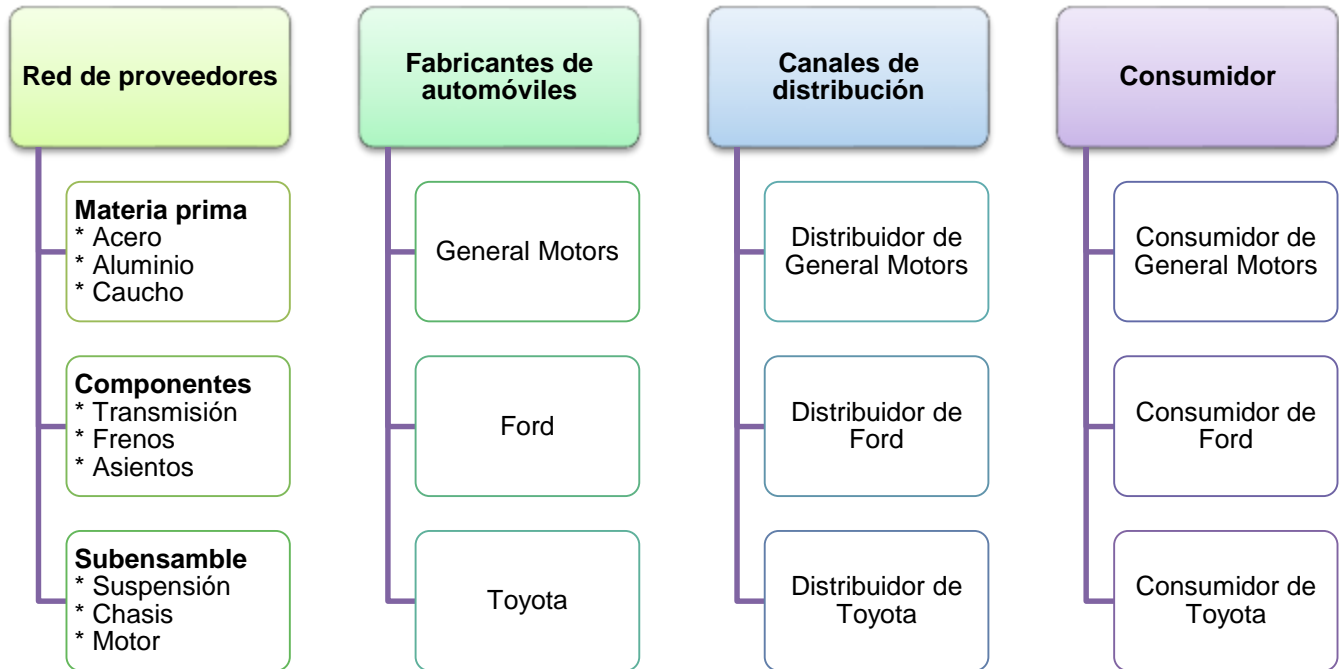 Red de proveedores
Materia prima
* Acero
* Aluminio
* Caucho
Componentes
* Transmisión
* Frenos
* Asientos
Subensamble
* Suspensión
* Chasis
* Motor
Fabricantes de
automóviles
General Motors
Ford
Toyota
Canales de
distribución
Distribuidor de
General Motors
Distribuidor de
Ford
Distribuidor de
Toyota
Consumidor
Consumidor de
General Motors
Consumidor de
Ford
Consumidor de
Toyota